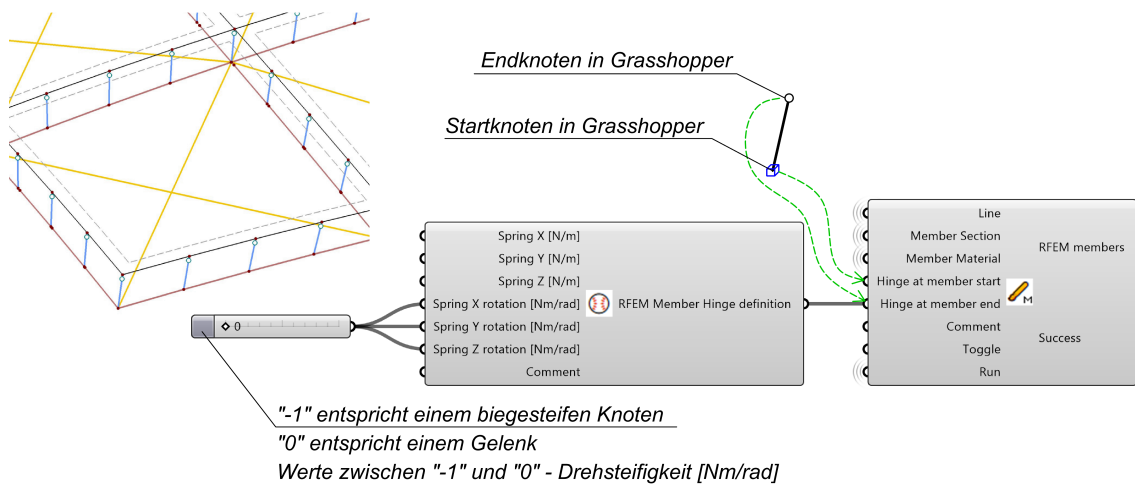 Endknoten in Grasshopper
Startknoten in Grasshopper
Spring X [N/m]
Spring Y [N/m]
Spring Z [N/m]
Spring X rotation [Nm/rad]
Spring Y rotation [Nm/rad]
Spring Z rotation [Nm/rad]
Comment
RFEM Member Hinge definition
0
Line
Member Section
Member Material
Hinge at member start
Hinge at member end
Comment
Toggle
Run
M
RFEM members
Success
"-1" entspricht einem biegesteifen Knoten
"0" entspricht einem Gelenk
Werte zwischen "-1" und "0" - Drehsteifigkeit [Nm/rad]